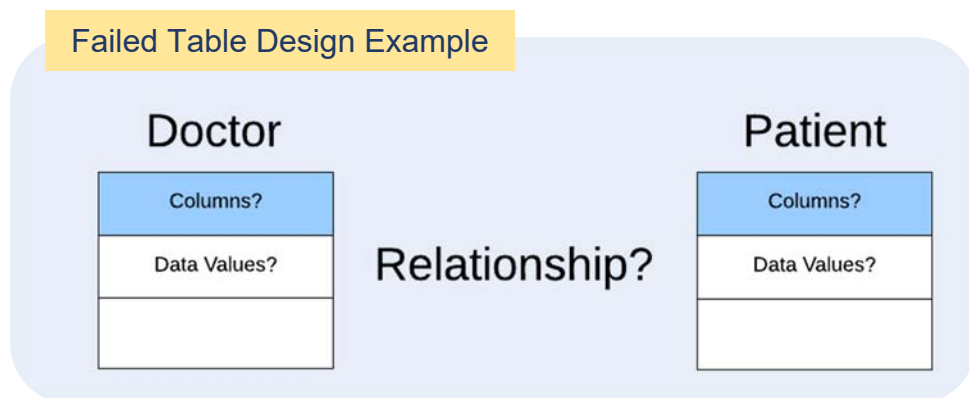 Failed Table Design Example
Doctor
Patient
Columns?
Columns?
Data Values?
Relationship?
Data Values?